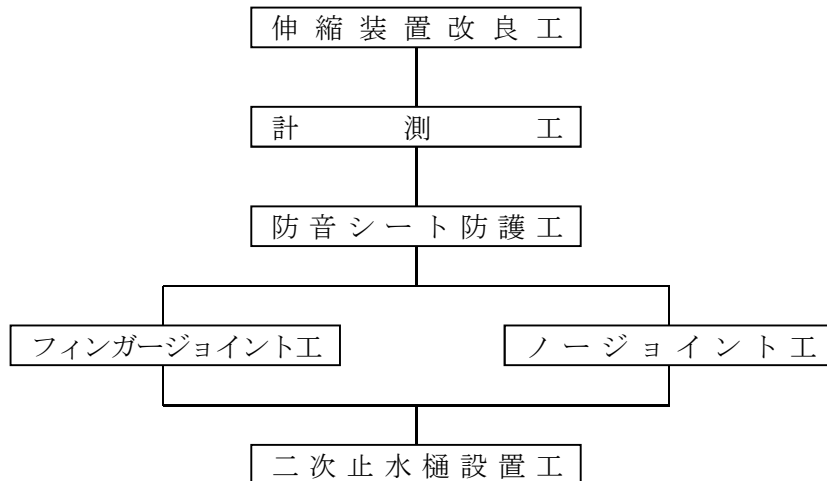 伸縮装置改良工
計測工
防音シート防護工
フィンガージョイント工
ノージョイント工
二次止水樋設置工